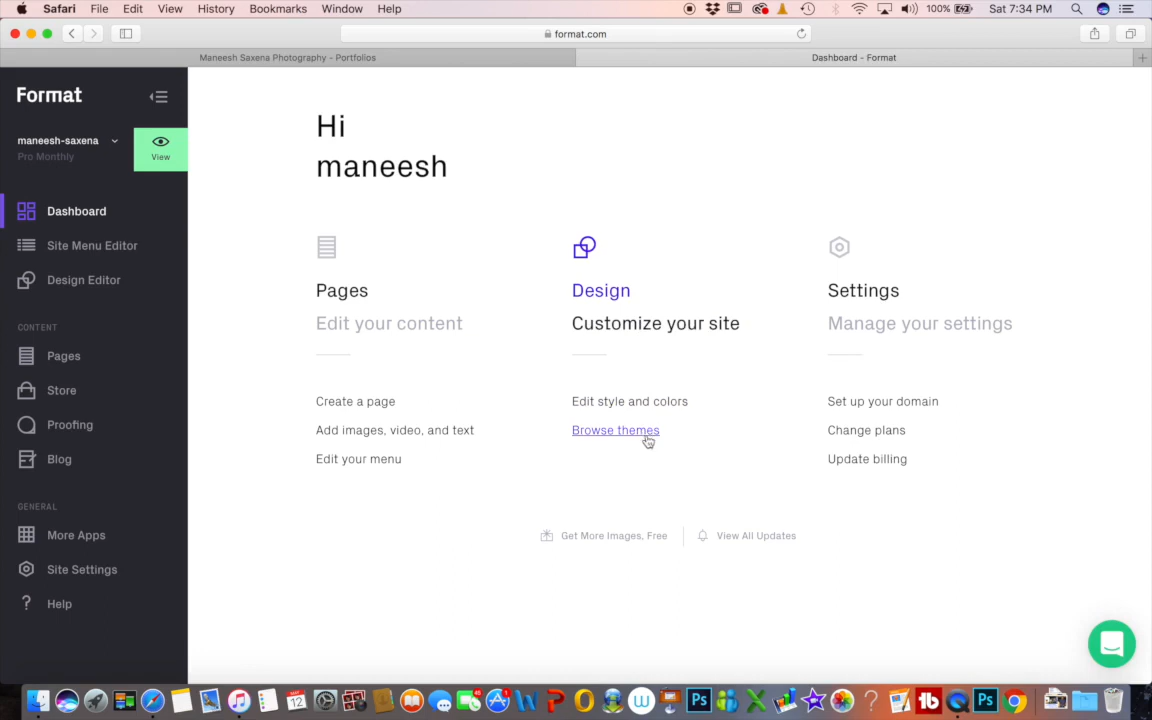 Safari File Edit View History Bookmarks Window Help 100% Sat 7:34 PM
format.com
Maneesh Saxena Photography - Portfolios Dashboard - Format
Format
maneesh-saxena
Pro Monthly
View
Dashboard
Site Menu Editor
Design Editor
CONTENT
Pages
Store
Proofing
Blog
GENERAL
More Apps
Site Settings
? Help
Hi
maneesh
Pages
Edit your content
Create a page
Add images, video, and text
Edit your menu
Design
Customize your site
Edit style and colors
Browse themes
Settings
Manage your settings
Set up your domain
Change plans
Update billing
Get More Images, Free
View All Updates